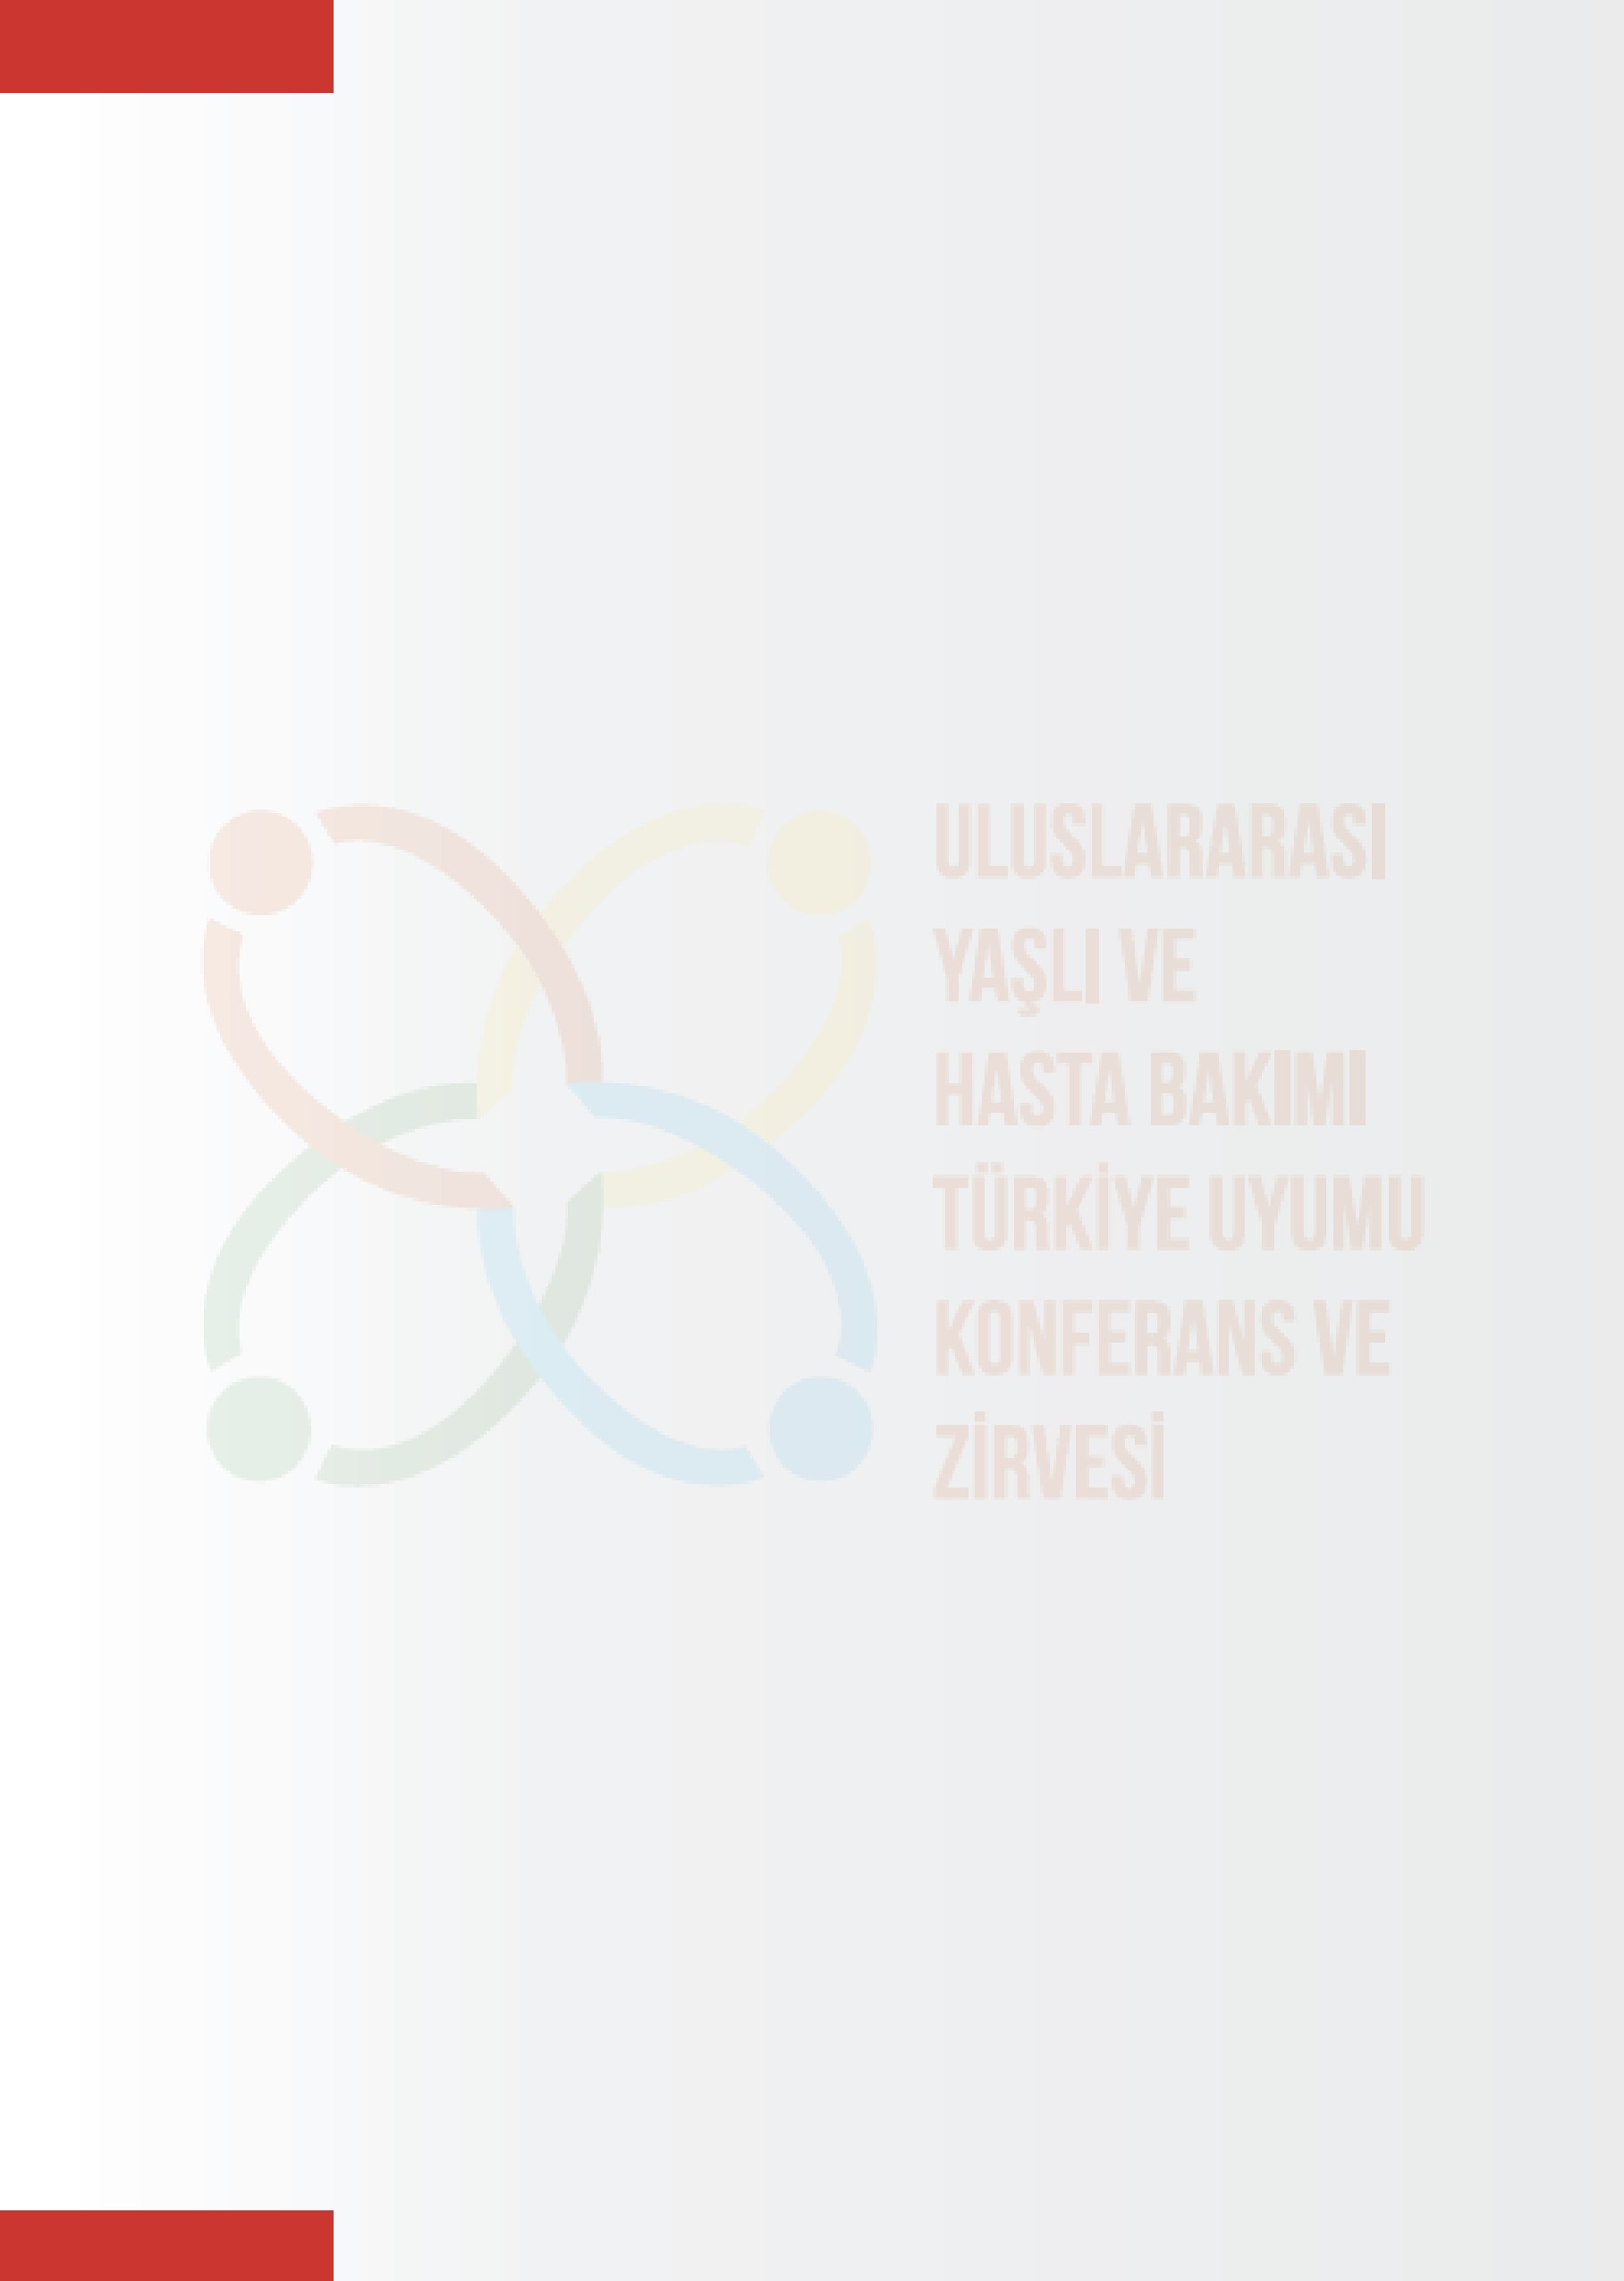 ULUSLARARASI
YAŞLI VE
HASTA BAKIMI
TÜRKİYE UYUMU
KONFERANS VE
ZİRVESİ